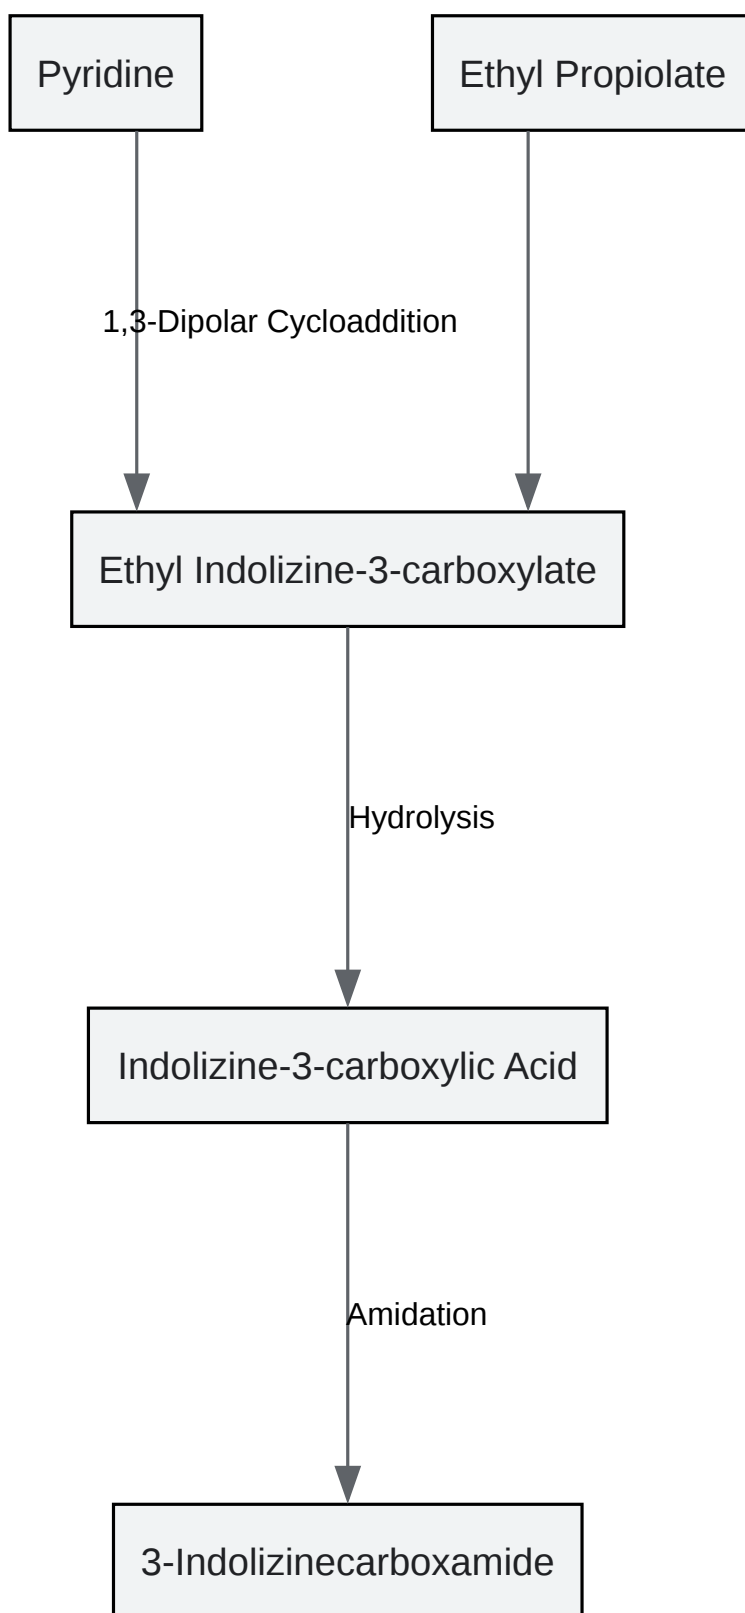 Pyridine
Ethyl Propiolate
1,3-Dipolar Cycloaddition
Ethyl Indolizine-3-carboxylate
Hydrolysis
Indolizine-3-carboxylic Acid
Amidation
3-Indolizinecarboxamide